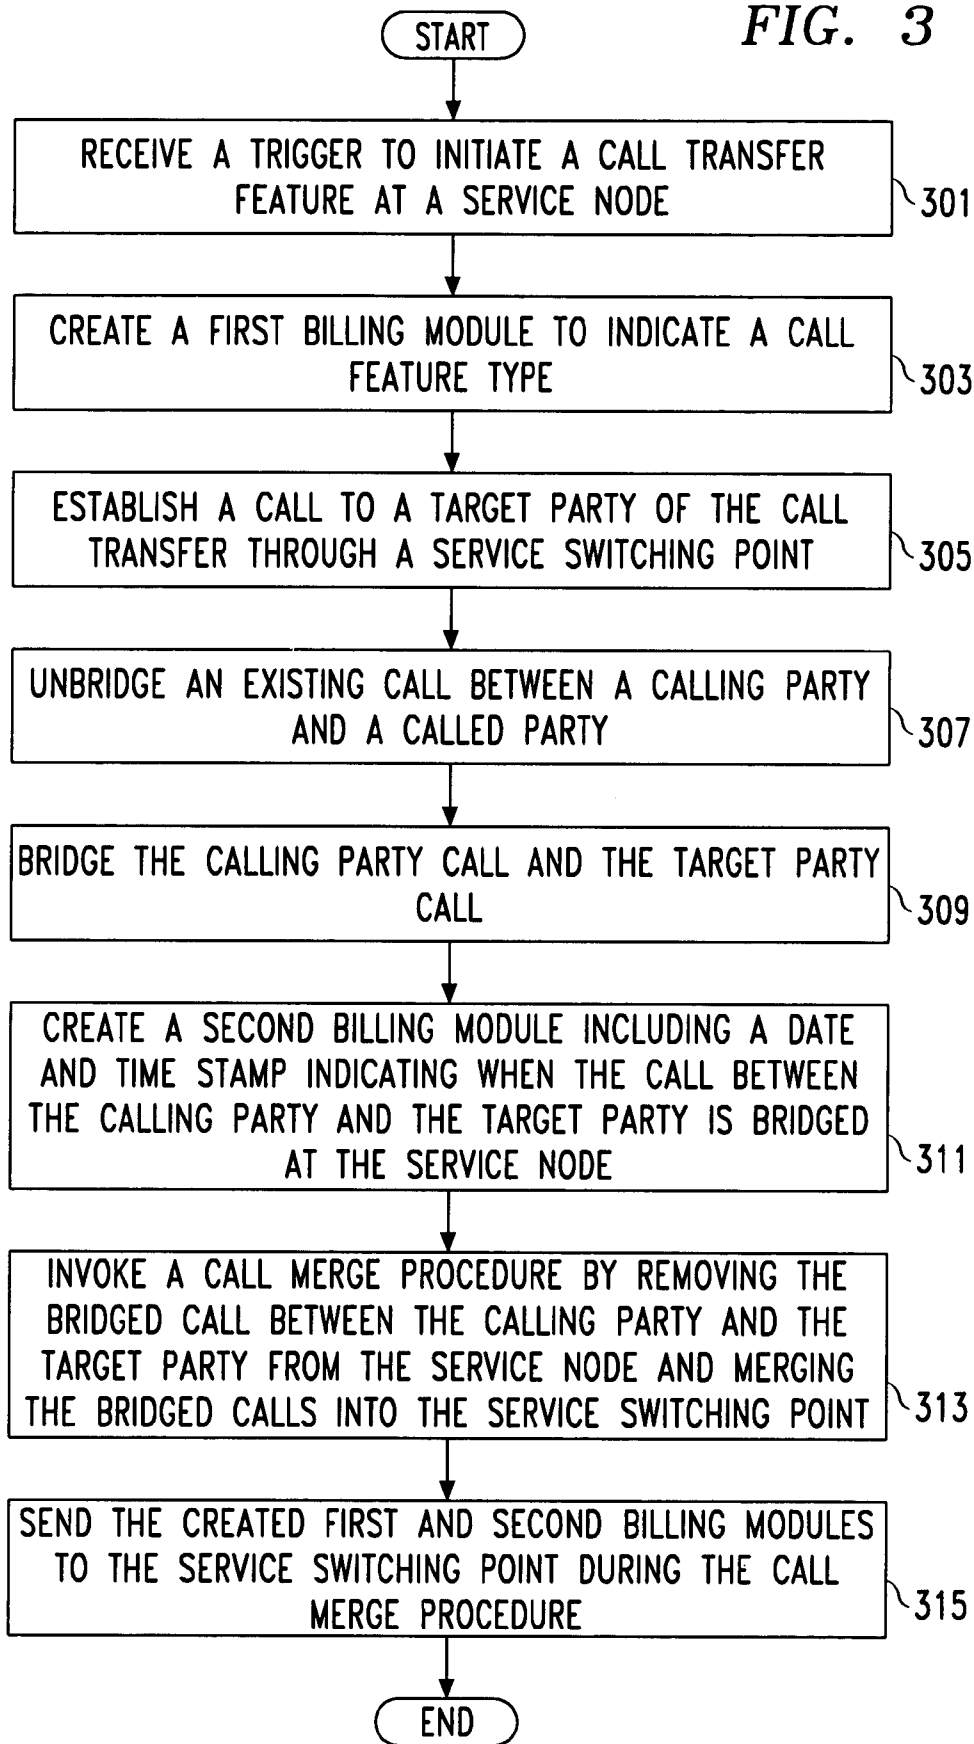 FIG. 3
START
RECEIVE A TRIGGER TO INITIATE A CALL TRANSFER
FEATURE AT A SERVICE NODE
301
CREATE A FIRST BILLING MODULE TO INDICATE A CALL
FEATURE TYPE
303
ESTABLISH A CALL TO A TARGET PARTY OF THE CALL
TRANSFER THROUGH A SERVICE SWITCHING POINT
305
UNBRIDGE AN EXISTING CALL BETWEEN A CALLING PARTY
AND A CALLED PARTY
307
BRIDGE THE CALLING PARTY CALL AND THE TARGET PARTY
CALL
309
CREATE A SECOND BILLING MODULE INCLUDING A DATE
AND TIME STAMP INDICATING WHEN THE CALL BETWEEN
THE CALLING PARTY AND THE TARGET PARTY IS BRIDGED
AT THE SERVICE NODE
311
INVOKE A CALL MERGE PROCEDURE BY REMOVING THE
BRIDGED CALL BETWEEN THE CALLING PARTY AND THE
TARGET PARTY FROM THE SERVICE NODE AND MERGING
THE BRIDGED CALLS INTO THE SERVICE SWITCHING POINT
313
SEND THE CREATED FIRST AND SECOND BILLING MODULES
TO THE SERVICE SWITCHING POINT DURING THE CALL
MERGE PROCEDURE
315
END